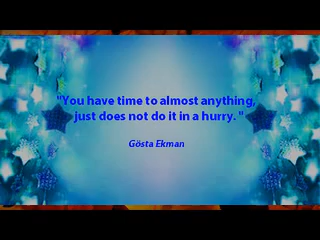 "You have time to almost anything,
just does not do it in a hurry. "
Gösta Ekman